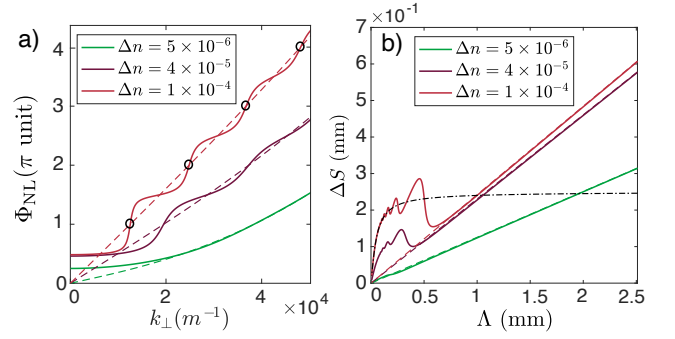 a)
Δn = 5 × 10⁻⁶
Δn = 4 × 10⁻⁵
Δn = 1 × 10⁻⁴
Φ_NL (π unit)
4
3
2
1
0
0 2 4
×10⁴
k⊥(m⁻¹)
b)
×10⁻¹
Δn = 5 × 10⁻⁶
Δn = 4 × 10⁻⁵
Δn = 1 × 10⁻⁴
ΔS (mm)
7
6
5
4
3
2
1
0
0 0.5 1 1.5 2 2.5
Λ (mm)